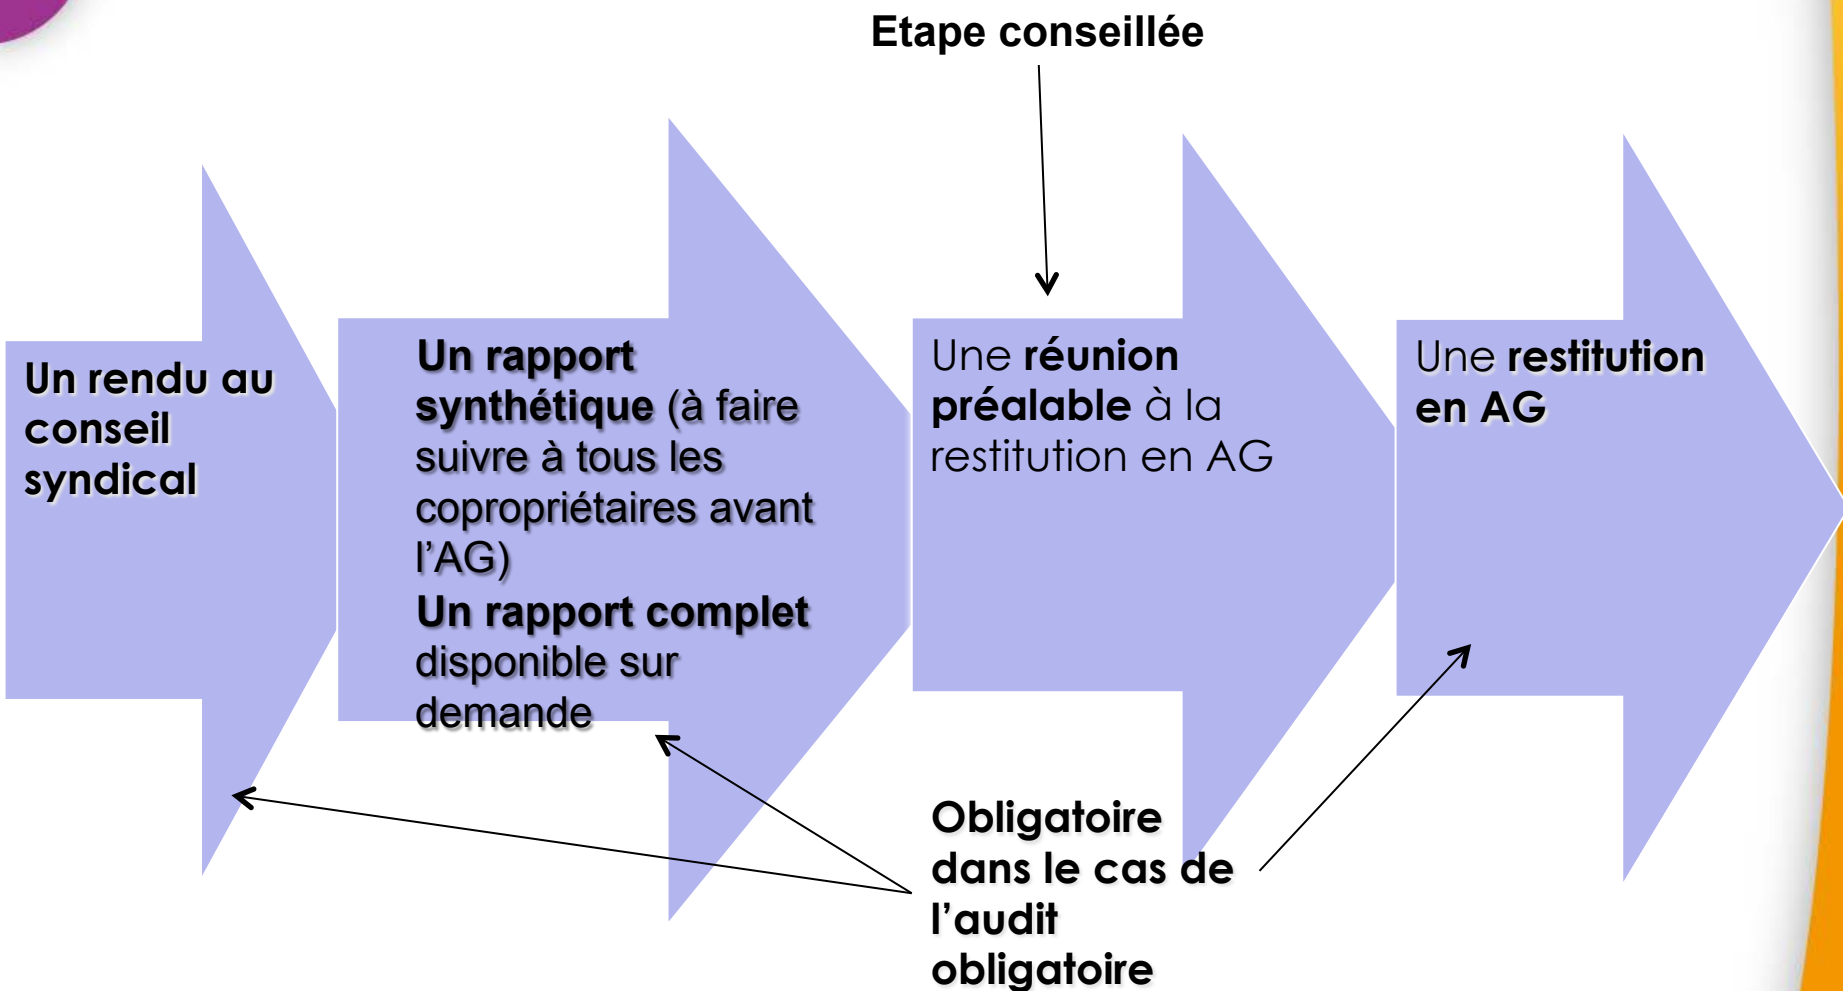 Etape conseillée
Un rendu au
conseil
syndical
Un rapport
synthétique (à faire
suivre à tous les
copropriétaires avant
l’AG)
Un rapport complet
disponible sur
demande
Une réunion
préalable à la
restitution en AG
Une restitution
en AG
Obligatoire
dans le cas de
l’audit
obligatoire